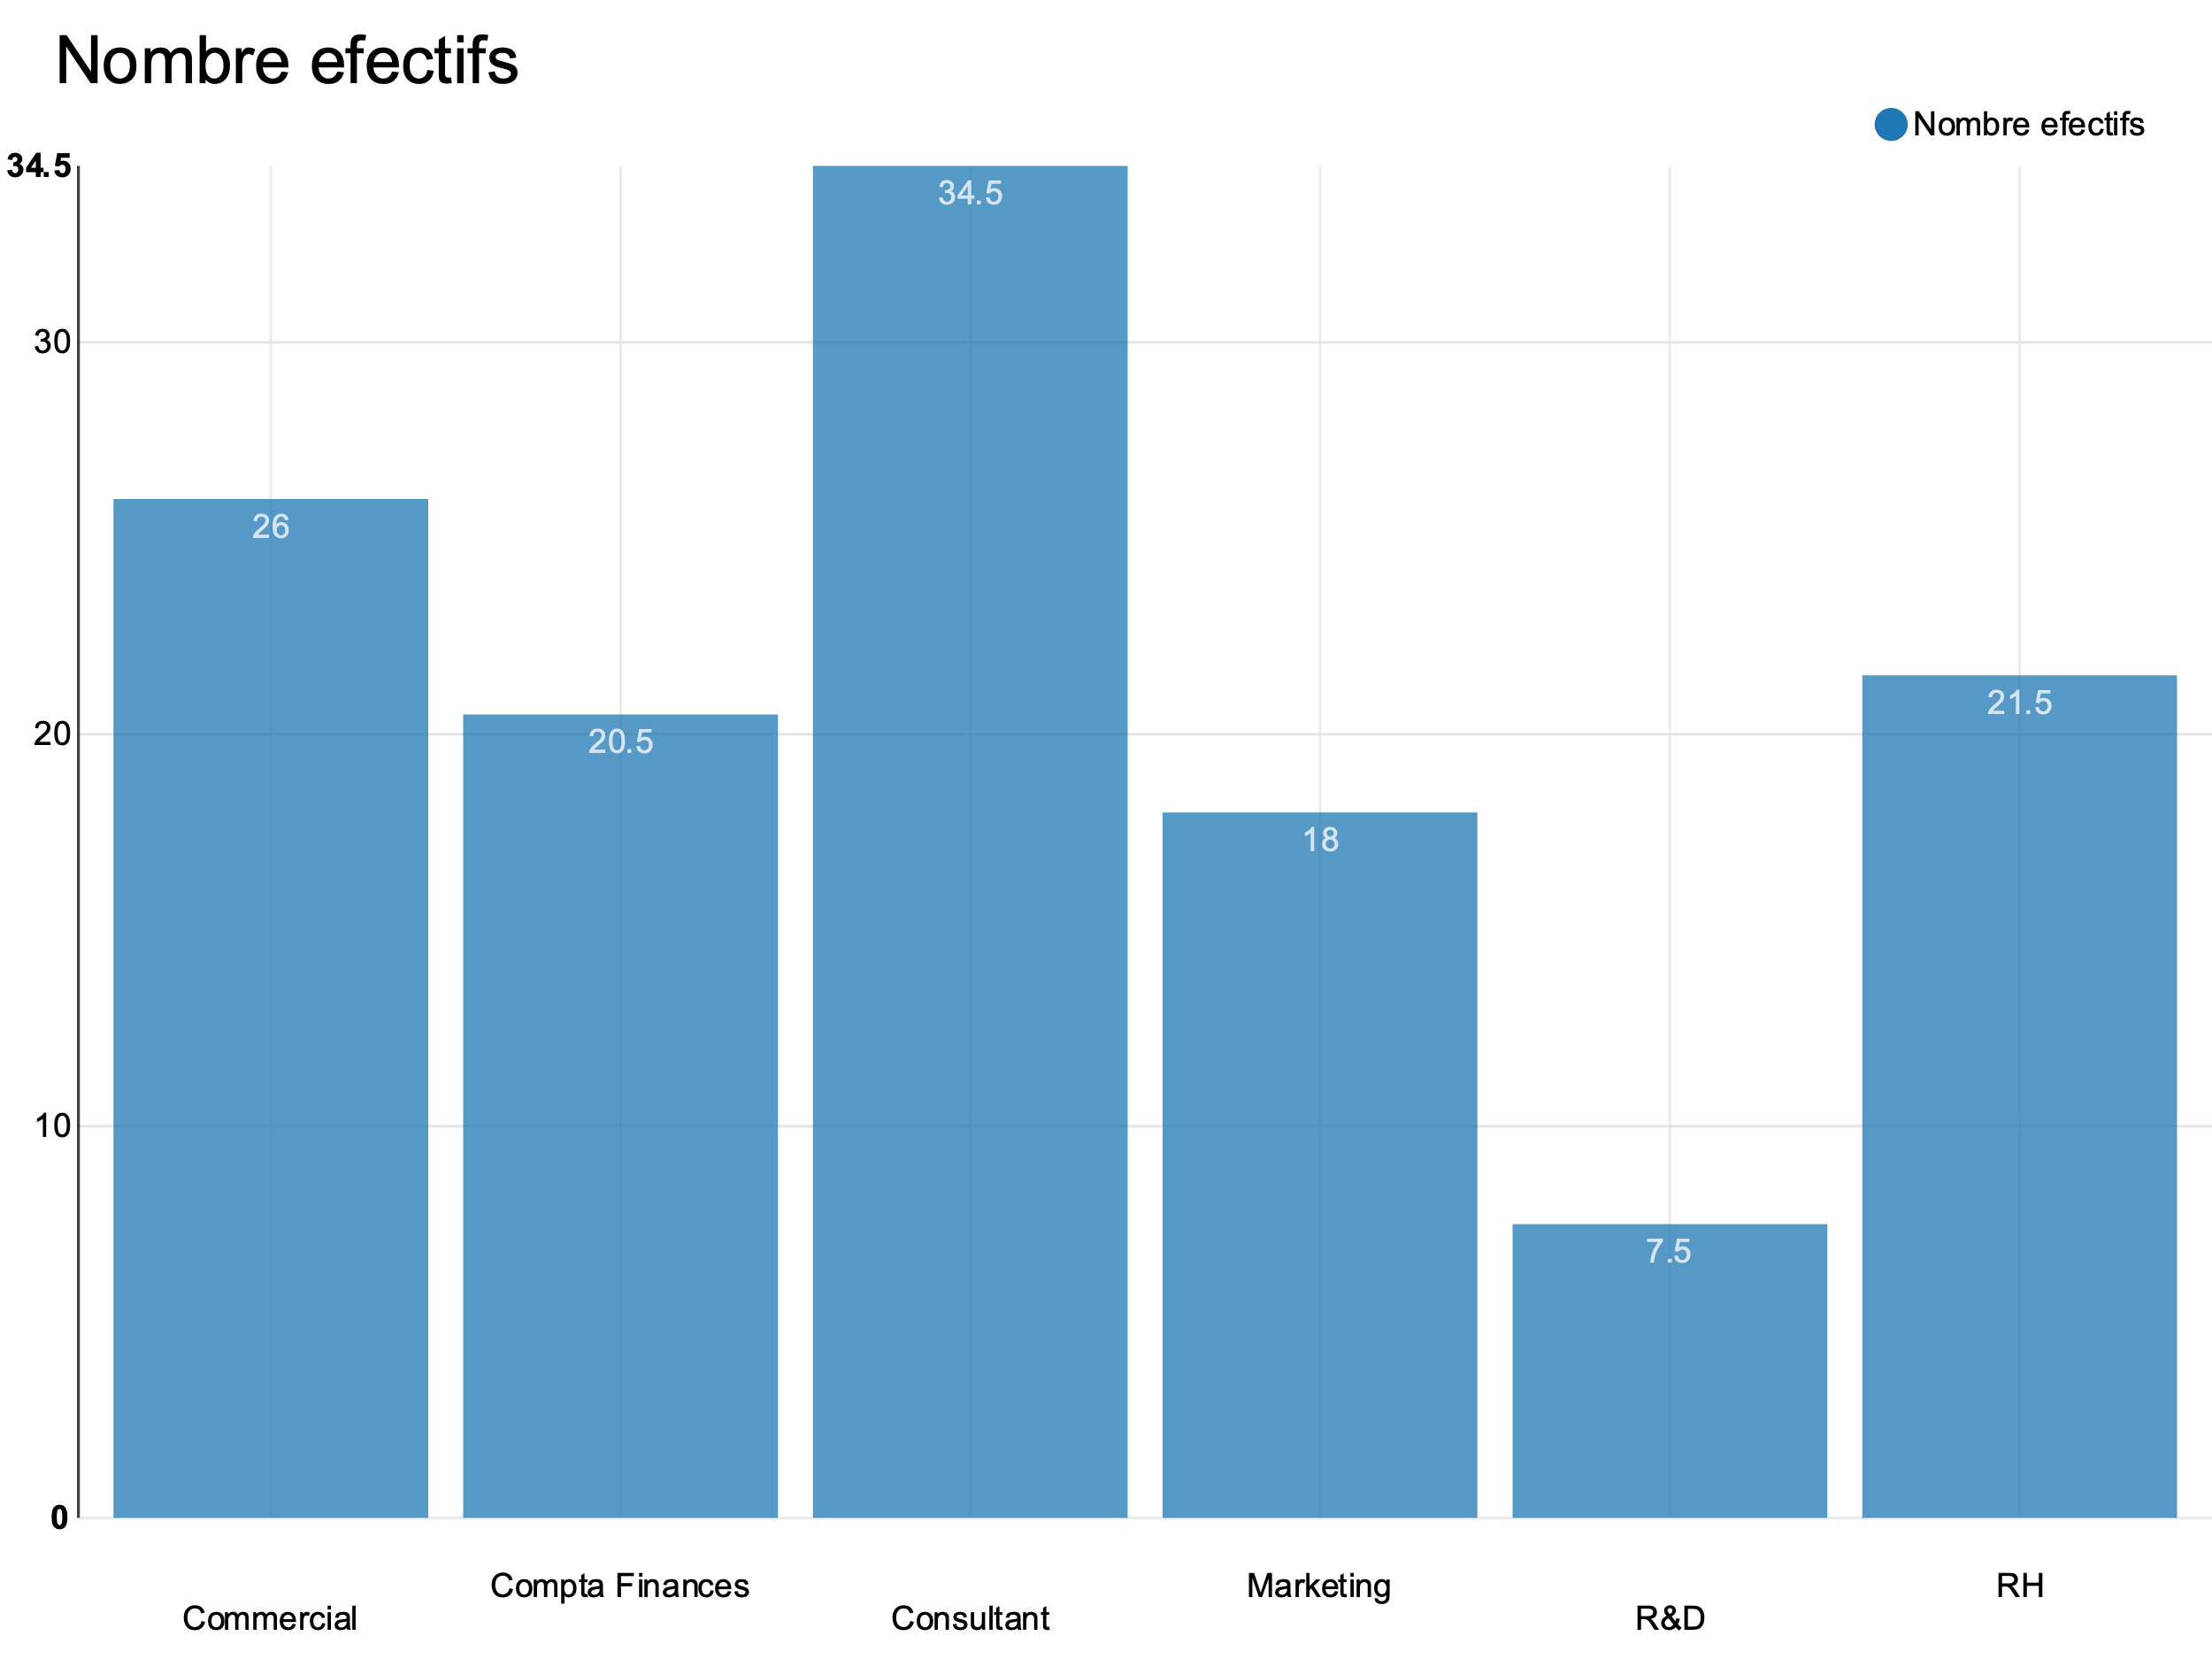 Nombre efectifs
Nombre efectifs
34.5
34.5
30
26
21.5
20.5
20
18
10
7.5
0
Compta Finances
Marketing
RH
Commercial
Consultant
R&D